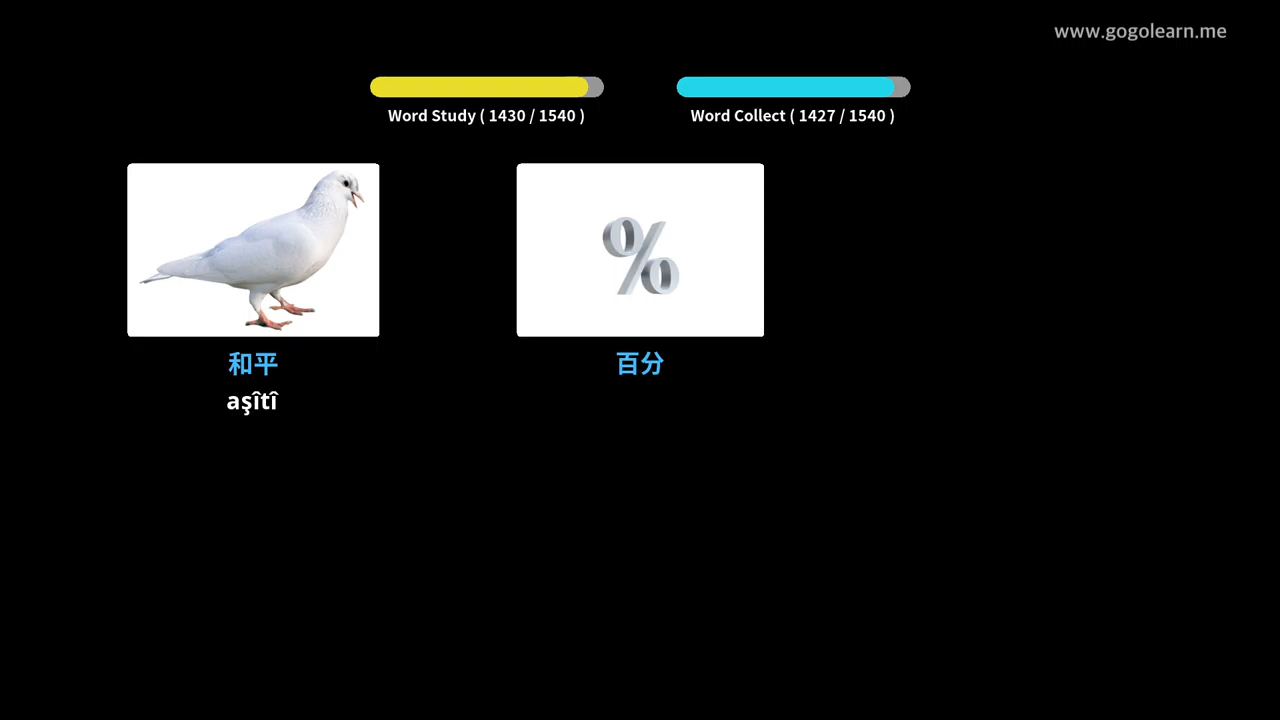 www.gogolearn.me
Word Study ( 1430 / 1540 )
Word Collect ( 1427 / 1540 )
%
和平
百分
aşîtî